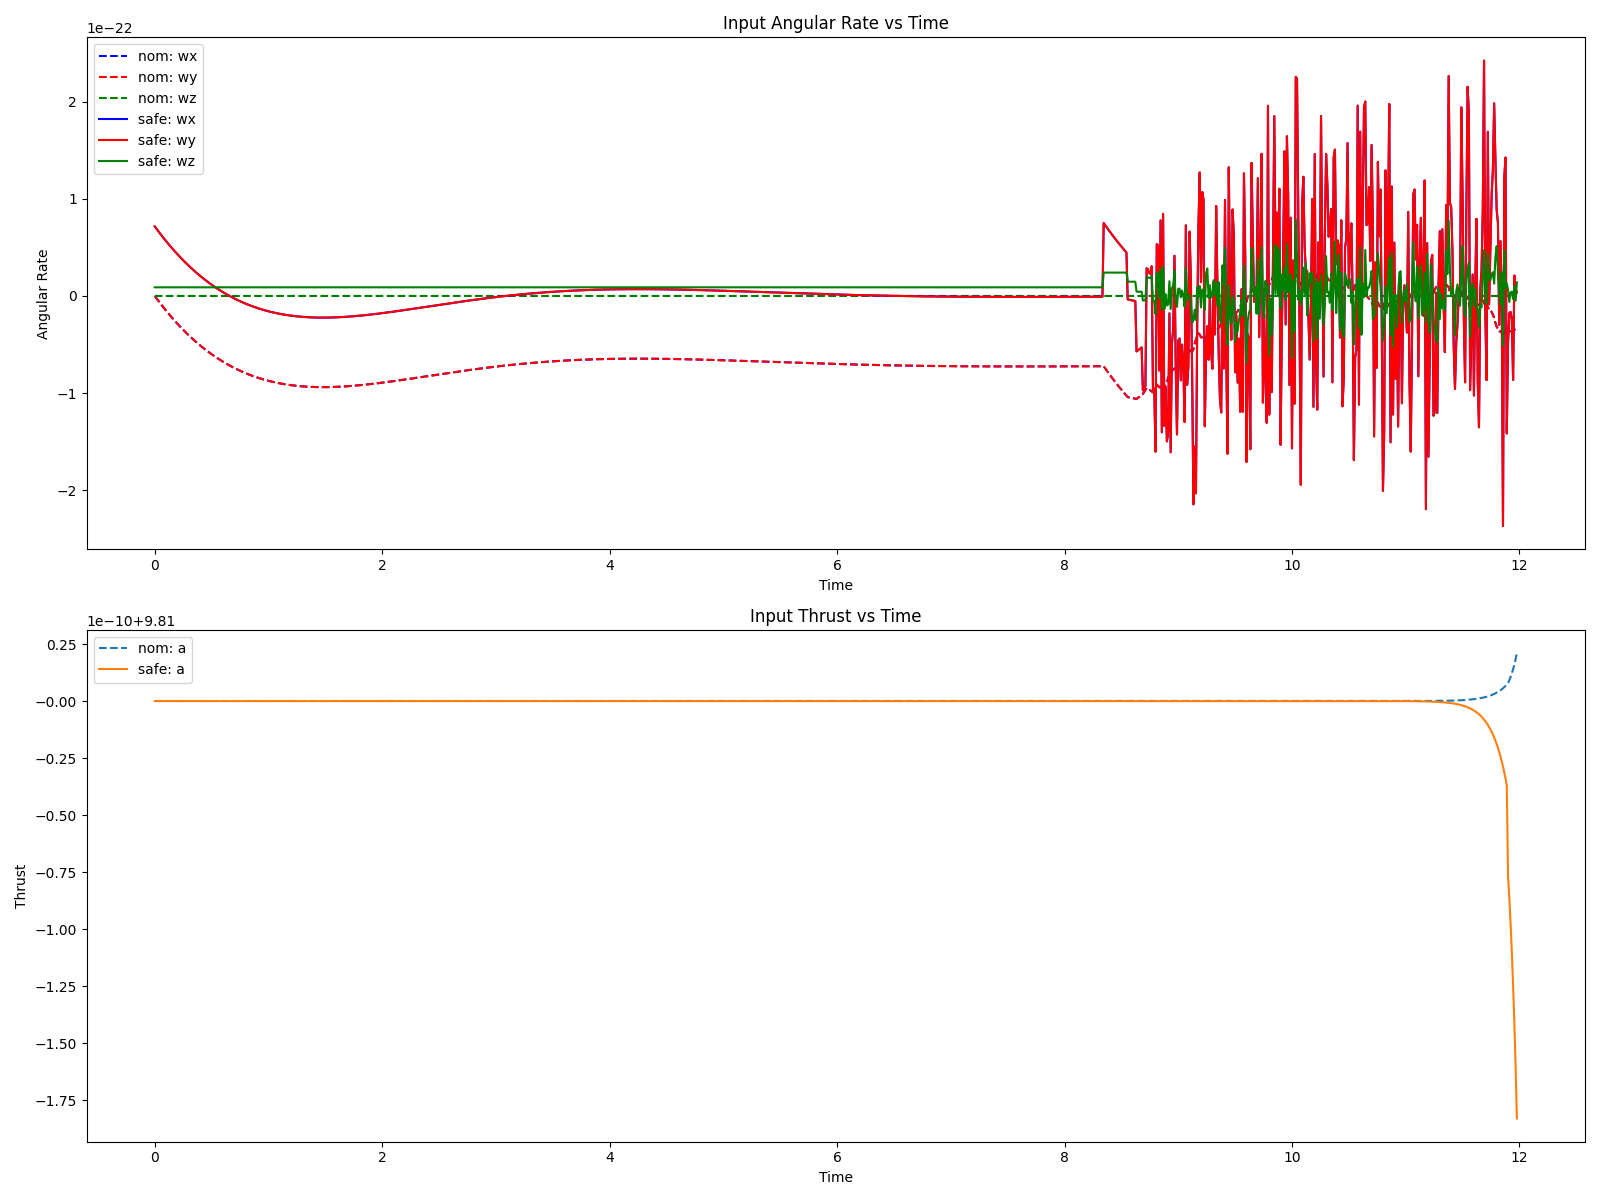 Input Angular Rate vs Time
1e−22
nom: wx
nom: wy
nom: wz
safe: wx
safe: wy
safe: wz
2
1
0
−1
−2
Angular Rate
0 2 4 6 8 10 12
Time
Input Thrust vs Time
1e−10+9.81
nom: a
safe: a
0.25
−0.00
−0.25
−0.50
−0.75
−1.00
−1.25
−1.50
−1.75
Thrust
0 2 4 6 8 10 12
Time